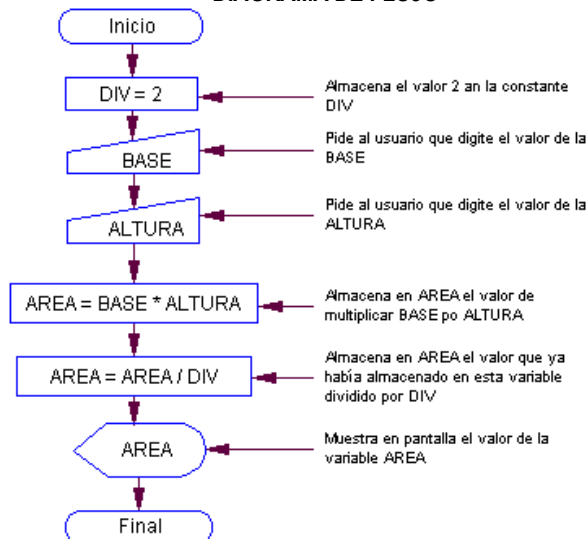 DIAGRAMA DE FLUJO
Inicio
DIV = 2
Almacena el valor 2 an la constante
DIV
BASE
Pide al usuario que digite el valor de la
BASE
ALTURA
Pide al usuario que digite el valor de la
ALTURA
AREA = BASE * ALTURA
Almacena en AREA el valor de
multiplicar BASE po ALTURA
AREA = AREA / DIV
Almacena en AREA el valor que ya
había almacenado en esta variable
dividido por DIV
AREA
Muestra en pantalla el valor de la
variable AREA
Final